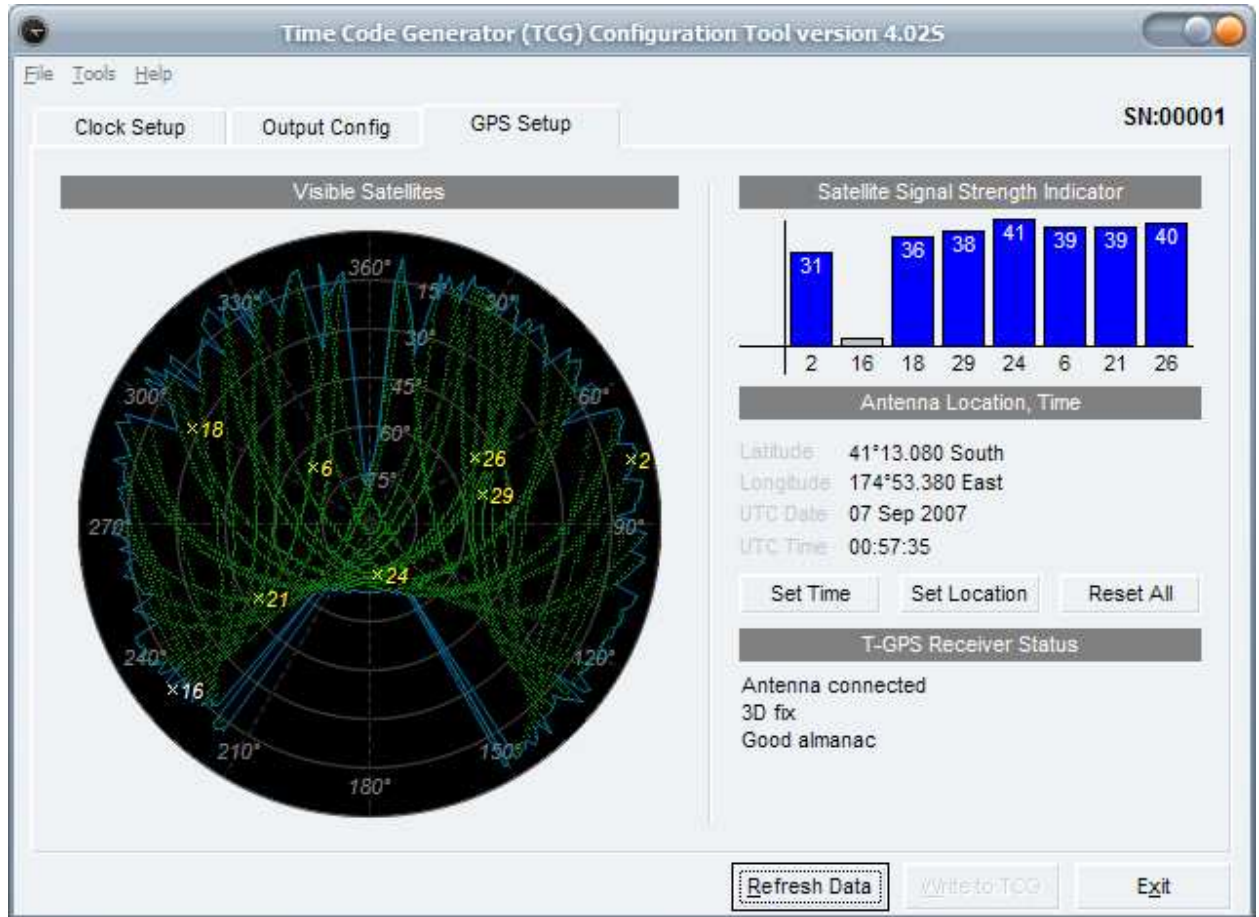 Time Code Generator (TCG) Configuration Tool version 4.02S
File Tools Help
Clock Setup Output Config GPS Setup
SN:00001
Visible Satellites
360°
15°
30°
330°
30°
45°
60°
300°
60°
75°
×18
×6
×26
×2
×29
270°
90°
×24
×21
240°
120°
×16
210°
150°
180°
Satellite Signal Strength Indicator
31 36 38 41 39 39 40
2 16 18 29 24 6 21 26
Antenna Location, Time
Latitude 41°13.080 South
Longitude 174°53.380 East
UTC Date 07 Sep 2007
UTC Time 00:57:35
Set Time Set Location Reset All
T-GPS Receiver Status
Antenna connected
3D fix
Good almanac
Refresh Data Write to TCG Exit